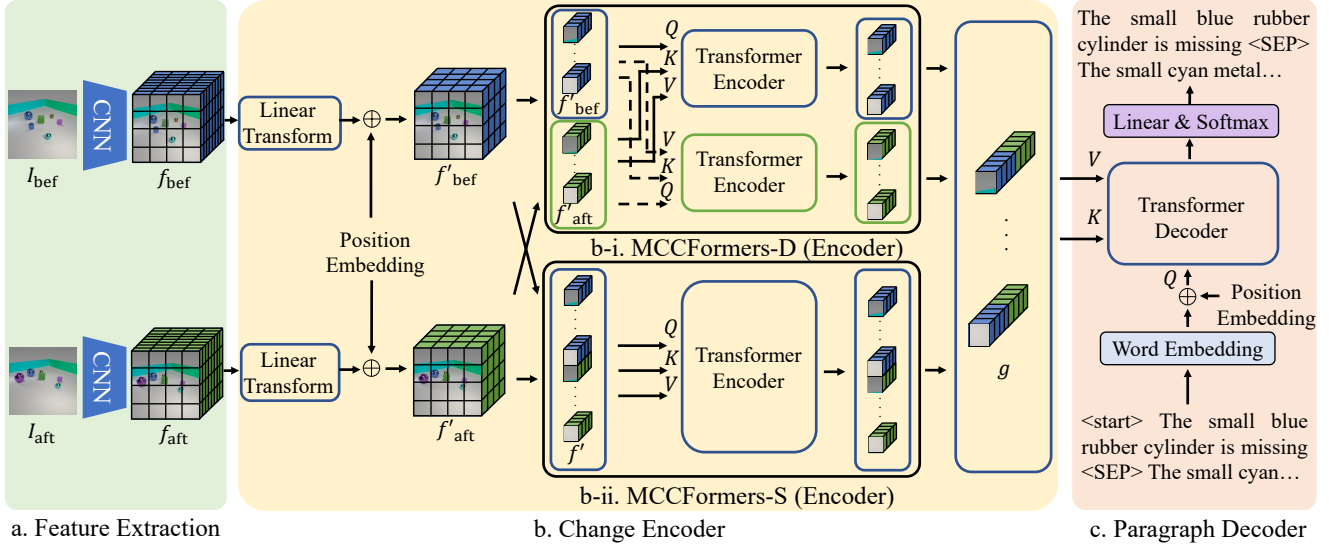 CNN
I_bef
f_bef
CNN
I_aft
f_aft
a. Feature Extraction
Linear
Transform
f'_bef
Position
Embedding
Linear
Transform
f'_aft
f'_bef
f'_aft
Q
K
V
V
K
Q
Transformer
Encoder
Transformer
Encoder
b-i. MCCFormers-D (Encoder)
f'
Q
K
V
Transformer
Encoder
b-ii. MCCFormers-S (Encoder)
g
b. Change Encoder
The small blue rubber
cylinder is missing <SEP>
The small cyan metal…
Linear & Softmax
V
K
Transformer
Decoder
Q
Position
Embedding
Word Embedding
<start> The small blue
rubber cylinder is missing
<SEP> The small cyan…
c. Paragraph Decoder